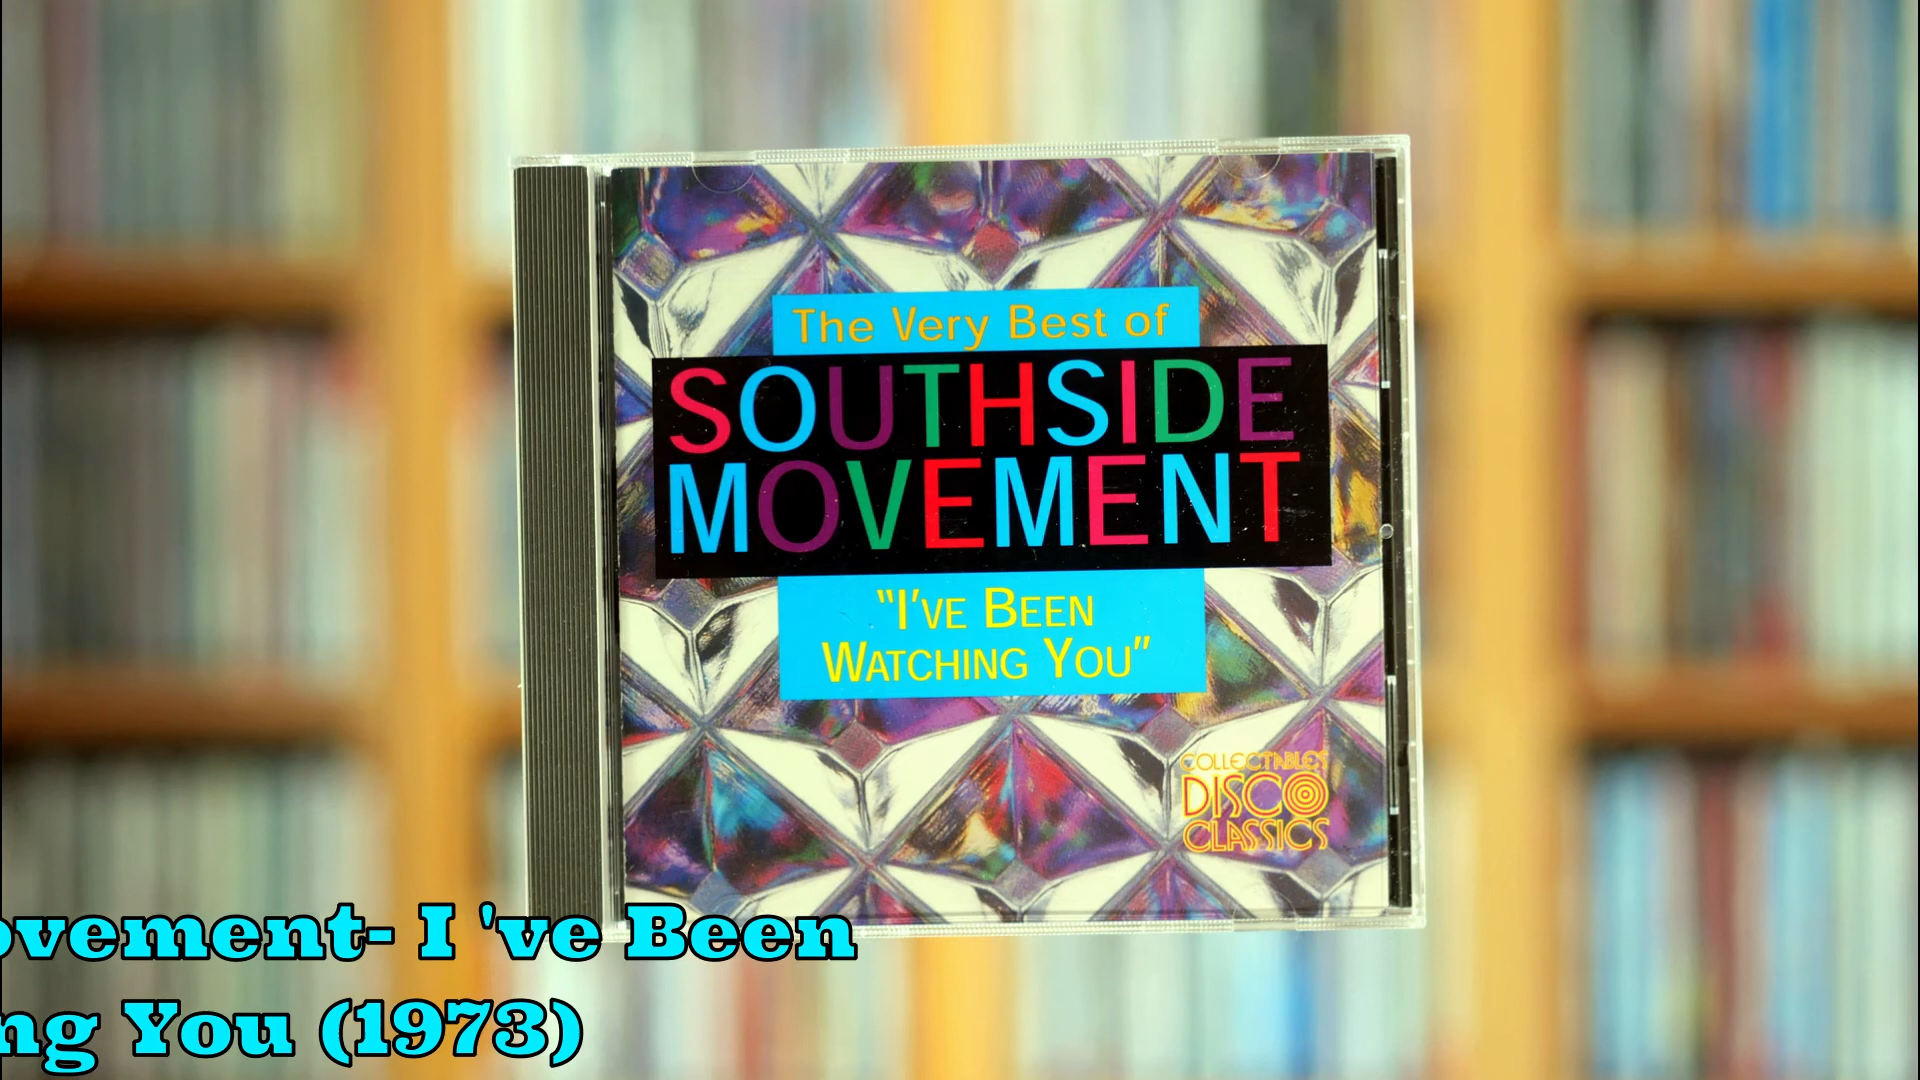 The Very Best of
SOUTHSIDE
MOVEMENT
"I'VE BEEN
WATCHING YOU"
COLLECTABLES
DISCO
CLASSICS
ovement- I 've Been
ng You (1973)